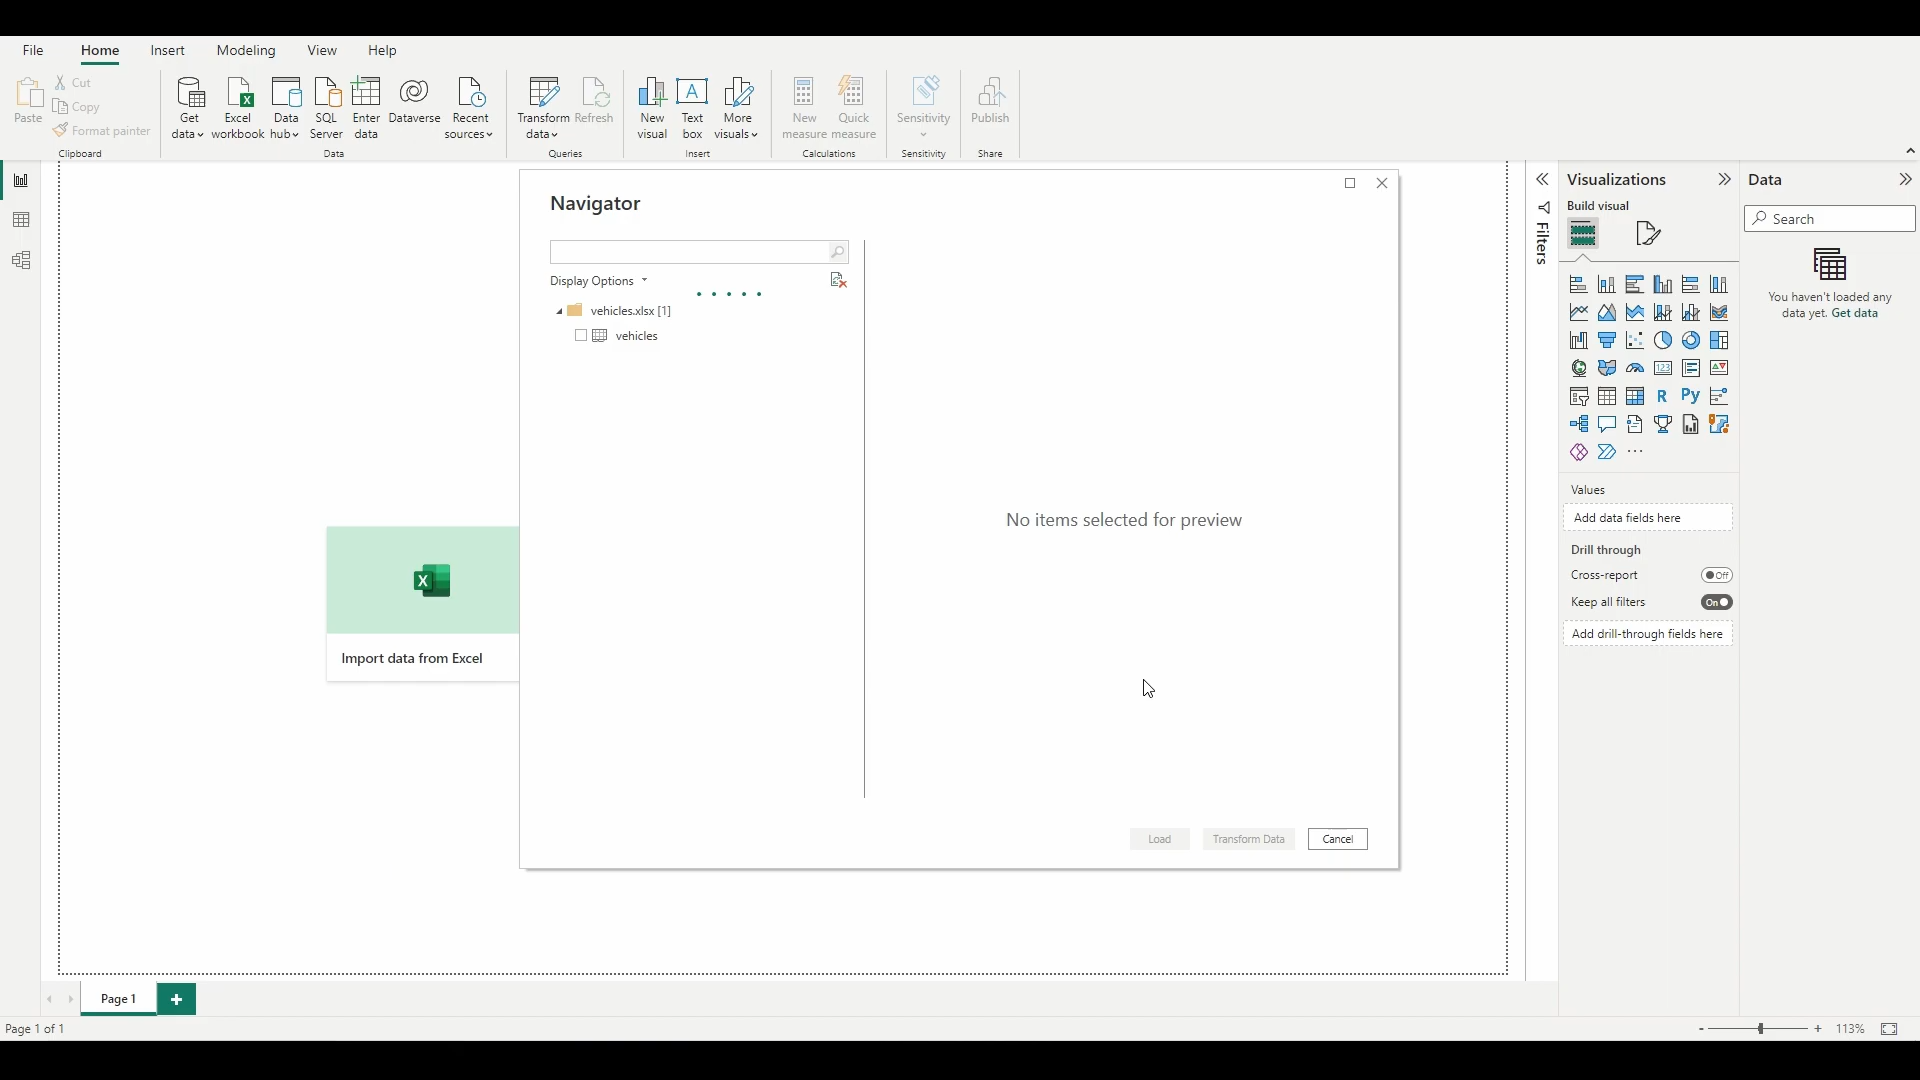 File Home Insert Modeling View Help
Paste
Cut
Copy
Format painter
Clipboard
Get
data
Excel
workbook
Data
hub
SQL
Server
Enter
data
Dataverse
Recent
sources
Data
Transform
data
Refresh
Queries
New
visual
Text
box
More
visuals
Insert
New
measure
Quick
measure
Calculations
Sensitivity
Sensitivity
Publish
Share
Navigator
Display Options
vehicles.xlsx [1]
vehicles
No items selected for preview
Load Transform Data Cancel
Import data from Excel
Filters
Visualizations
Build visual
123
R
Py
...
Values
Add data fields here
Drill through
Cross-report Off
Keep all filters On
Add drill-through fields here
Data
Search
You haven't loaded any
data yet. Get data
Page 1 +
Page 1 of 1
- + 113%